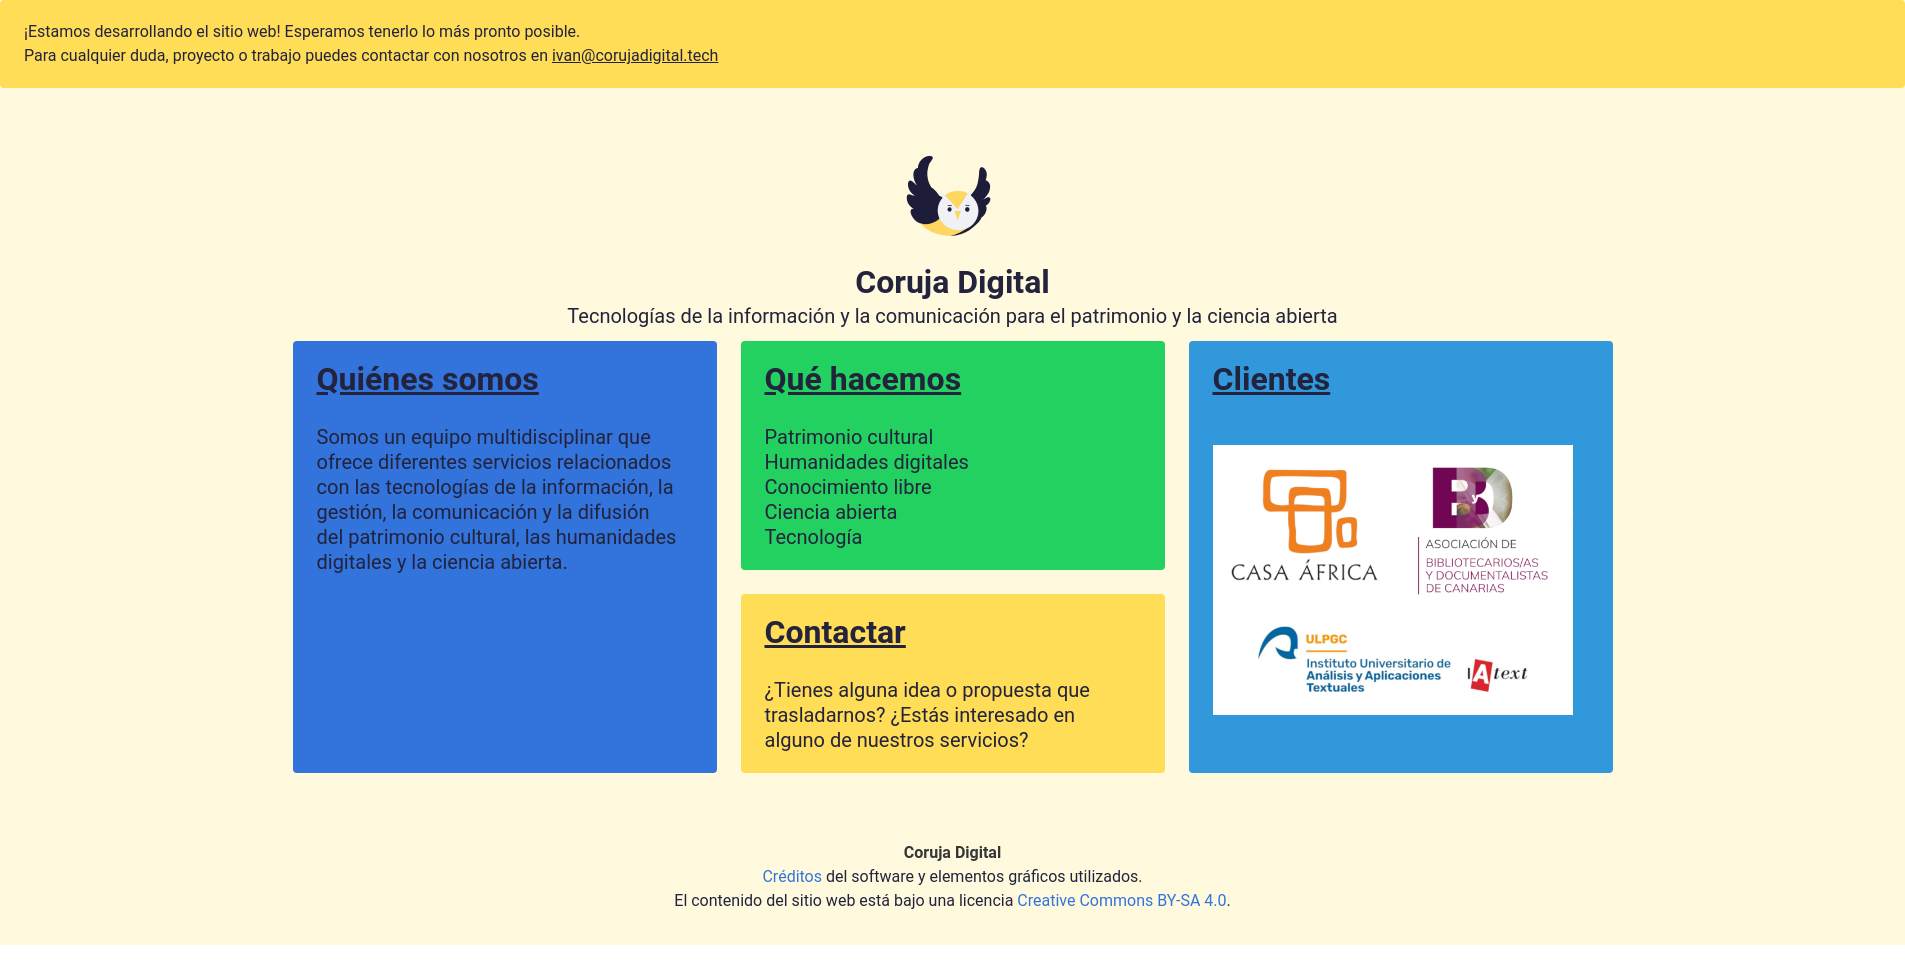 ¡Estamos desarrollando el sitio web! Esperamos tenerlo lo más pronto posible.
Para cualquier duda, proyecto o trabajo puedes contactar con nosotros en ivan@corujadigital.tech
Coruja Digital
Tecnologías de la información y la comunicación para el patrimonio y la ciencia abierta
Quiénes somos
Somos un equipo multidisciplinar que
ofrece diferentes servicios relacionados
con las tecnologías de la información, la
gestión, la comunicación y la difusión
del patrimonio cultural, las humanidades
digitales y la ciencia abierta.
Qué hacemos
Patrimonio cultural
Humanidades digitales
Conocimiento libre
Ciencia abierta
Tecnología
Contactar
¿Tienes alguna idea o propuesta que
trasladarnos? ¿Estás interesado en
alguno de nuestros servicios?
Clientes
CASA ÁFRICA
ByD
ASOCIACIÓN DE
BIBLIOTECARIOS/AS
Y DOCUMENTALISTAS
DE CANARIAS
ULPGC
Instituto Universitario de
Análisis y Aplicaciones
Textuales
IAtext
Coruja Digital
Créditos del software y elementos gráficos utilizados.
El contenido del sitio web está bajo una licencia Creative Commons BY-SA 4.0.